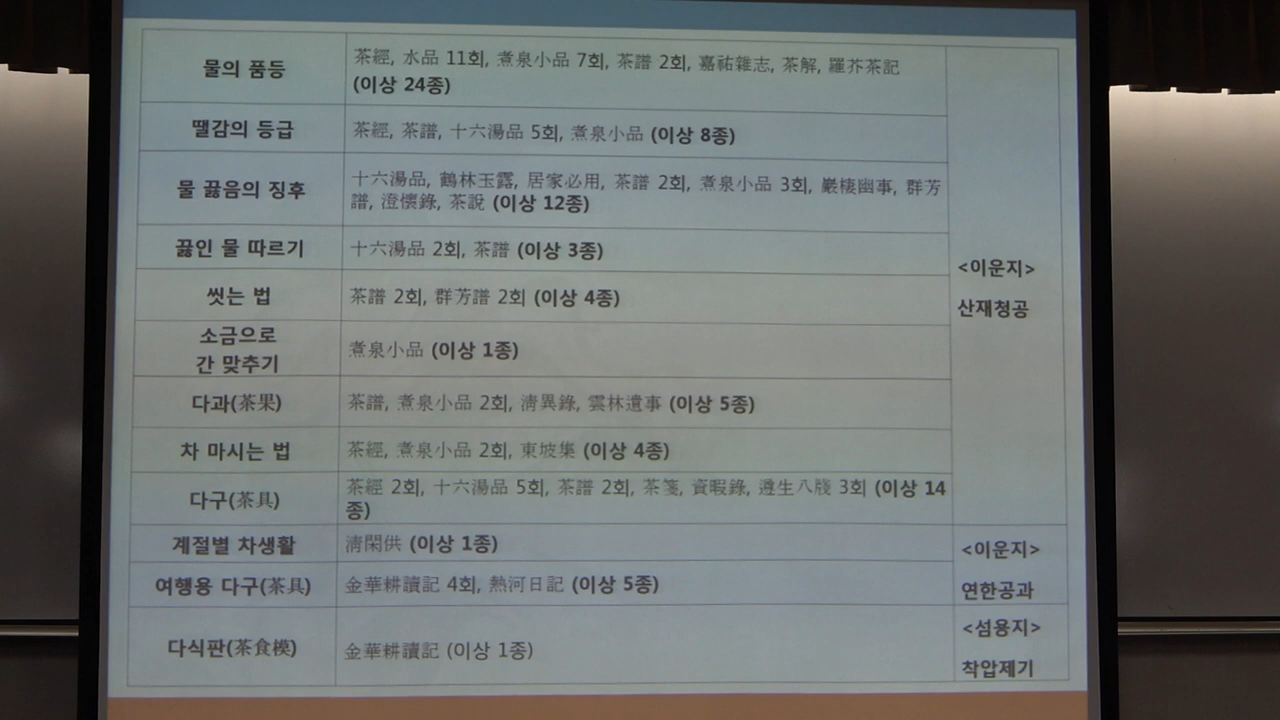 물의 품등
茶經, 水品 11회, 煮泉小品 7회, 茶譜 2회, 嘉祐雜志, 茶解, 羅岕茶記
(이상 24종)
땔감의 등급
茶經, 茶譜, 十六湯品 5회, 煮泉小品 (이상 8종)
물 끓음의 징후
十六湯品, 鶴林玉露, 居家必用, 茶譜 2회, 煮泉小品 3회, 巖棲幽事, 群芳
譜, 澄懷錄, 茶說 (이상 12종)
끓인 물 따르기
十六湯品 2회, 茶譜 (이상 3종)
씻는 법
茶譜 2회, 群芳譜 2회 (이상 4종)
소금으로
간 맞추기
煮泉小品 (이상 1종)
다과(茶果)
茶譜, 煮泉小品 2회, 淸異錄, 雲林遺事 (이상 5종)
차 마시는 법
茶經, 煮泉小品 2회, 東坡集 (이상 4종)
다구(茶具)
茶經 2회, 十六湯品 5회, 茶譜 2회, 茶箋, 資暇錄, 遵生八牋 3회 (이상 14
종)
<이운지>
산재청공
계절별 차생활
淸閑供 (이상 1종)
여행용 다구(茶具)
金華耕讀記 4회, 熱河日記 (이상 5종)
<이운지>
연한공과
다식판(茶食模)
金華耕讀記 (이상 1종)
<섬용지>
착압제기